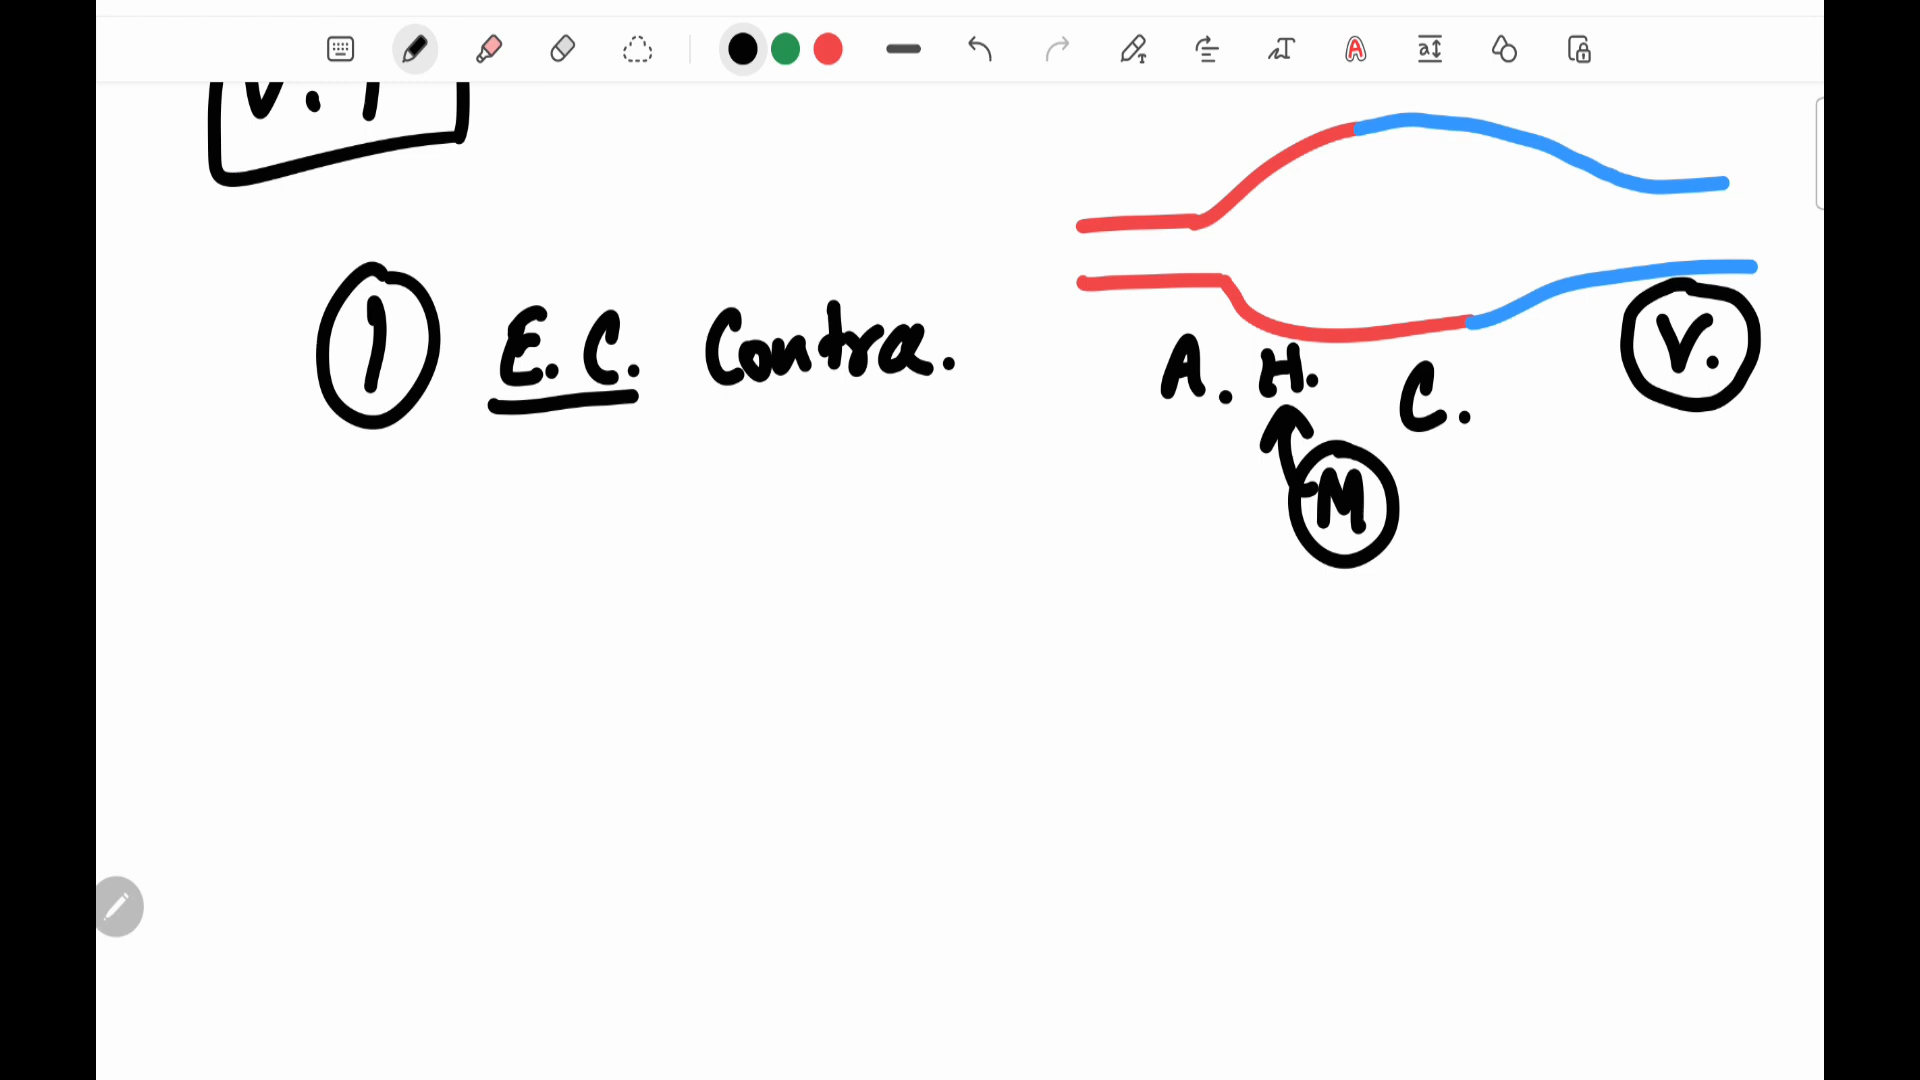 V. P
① E.C. Contra.
A. H. C. V.
M